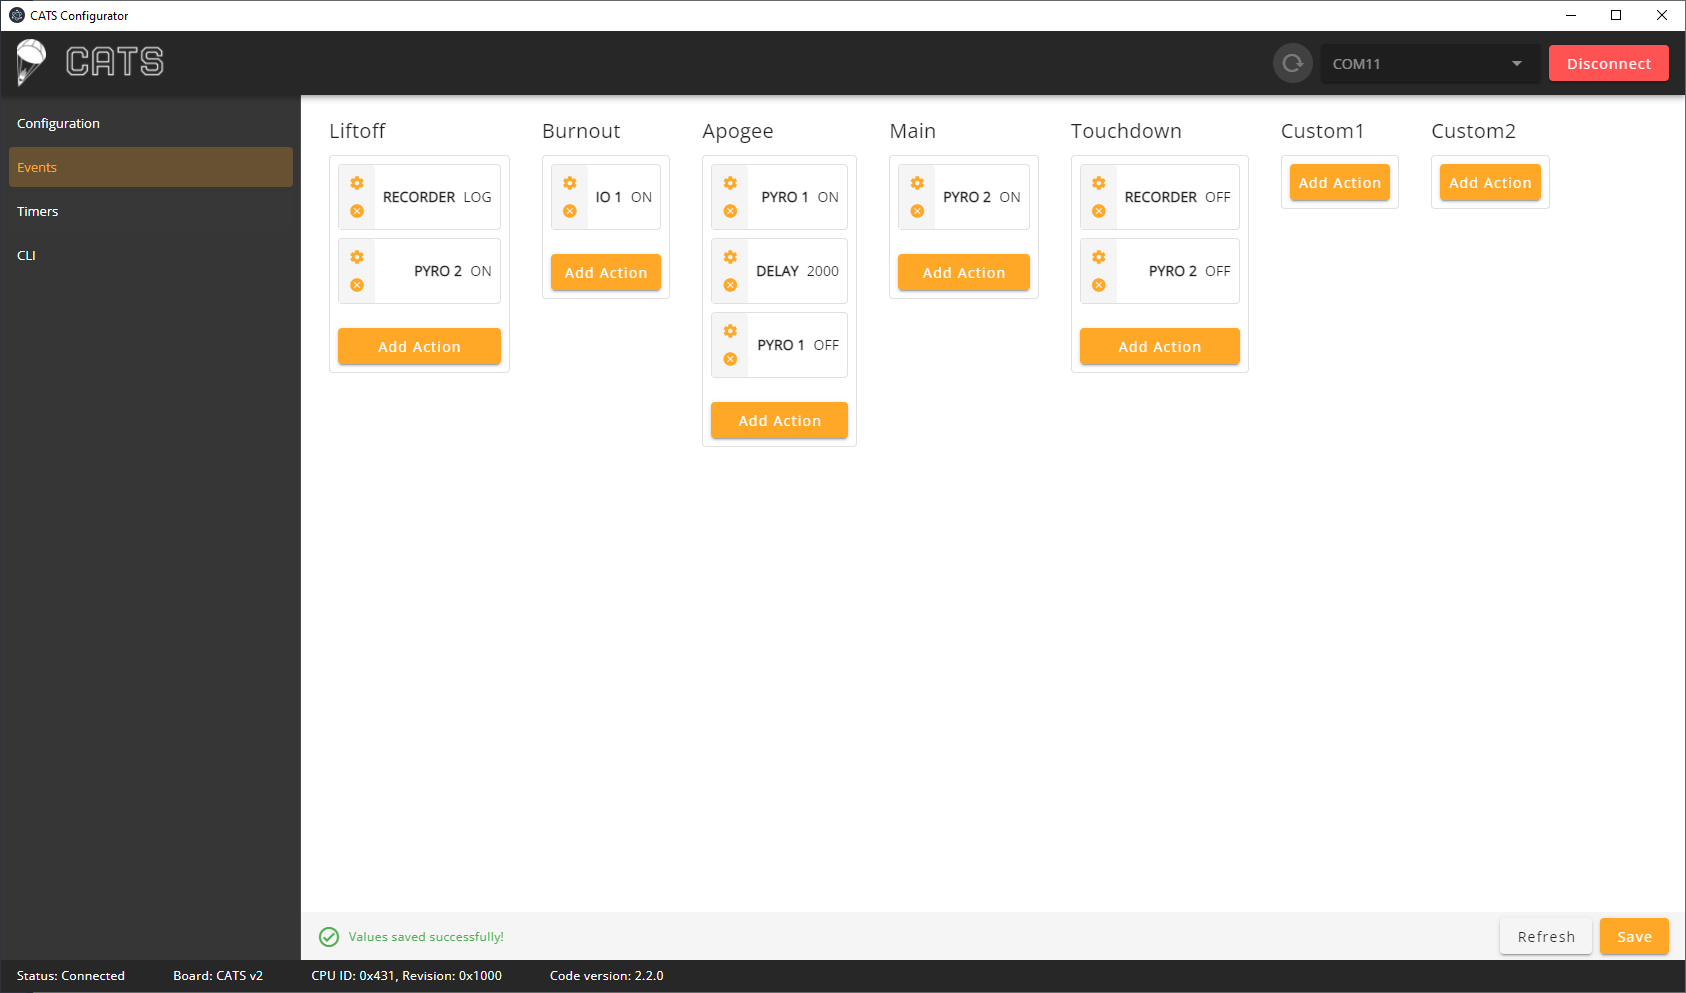 CATS Configurator
CATS
COM11
Disconnect
Configuration
Events
Timers
CLI
Liftoff
RECORDER LOG
PYRO 2 ON
Add Action
Burnout
IO 1 ON
Add Action
Apogee
PYRO 1 ON
DELAY 2000
PYRO 1 OFF
Add Action
Main
PYRO 2 ON
Add Action
Touchdown
RECORDER OFF
PYRO 2 OFF
Add Action
Custom1
Add Action
Custom2
Add Action
Values saved successfully!
Refresh
Save
Status: Connected
Board: CATS v2
CPU ID: 0x431, Revision: 0x1000
Code version: 2.2.0